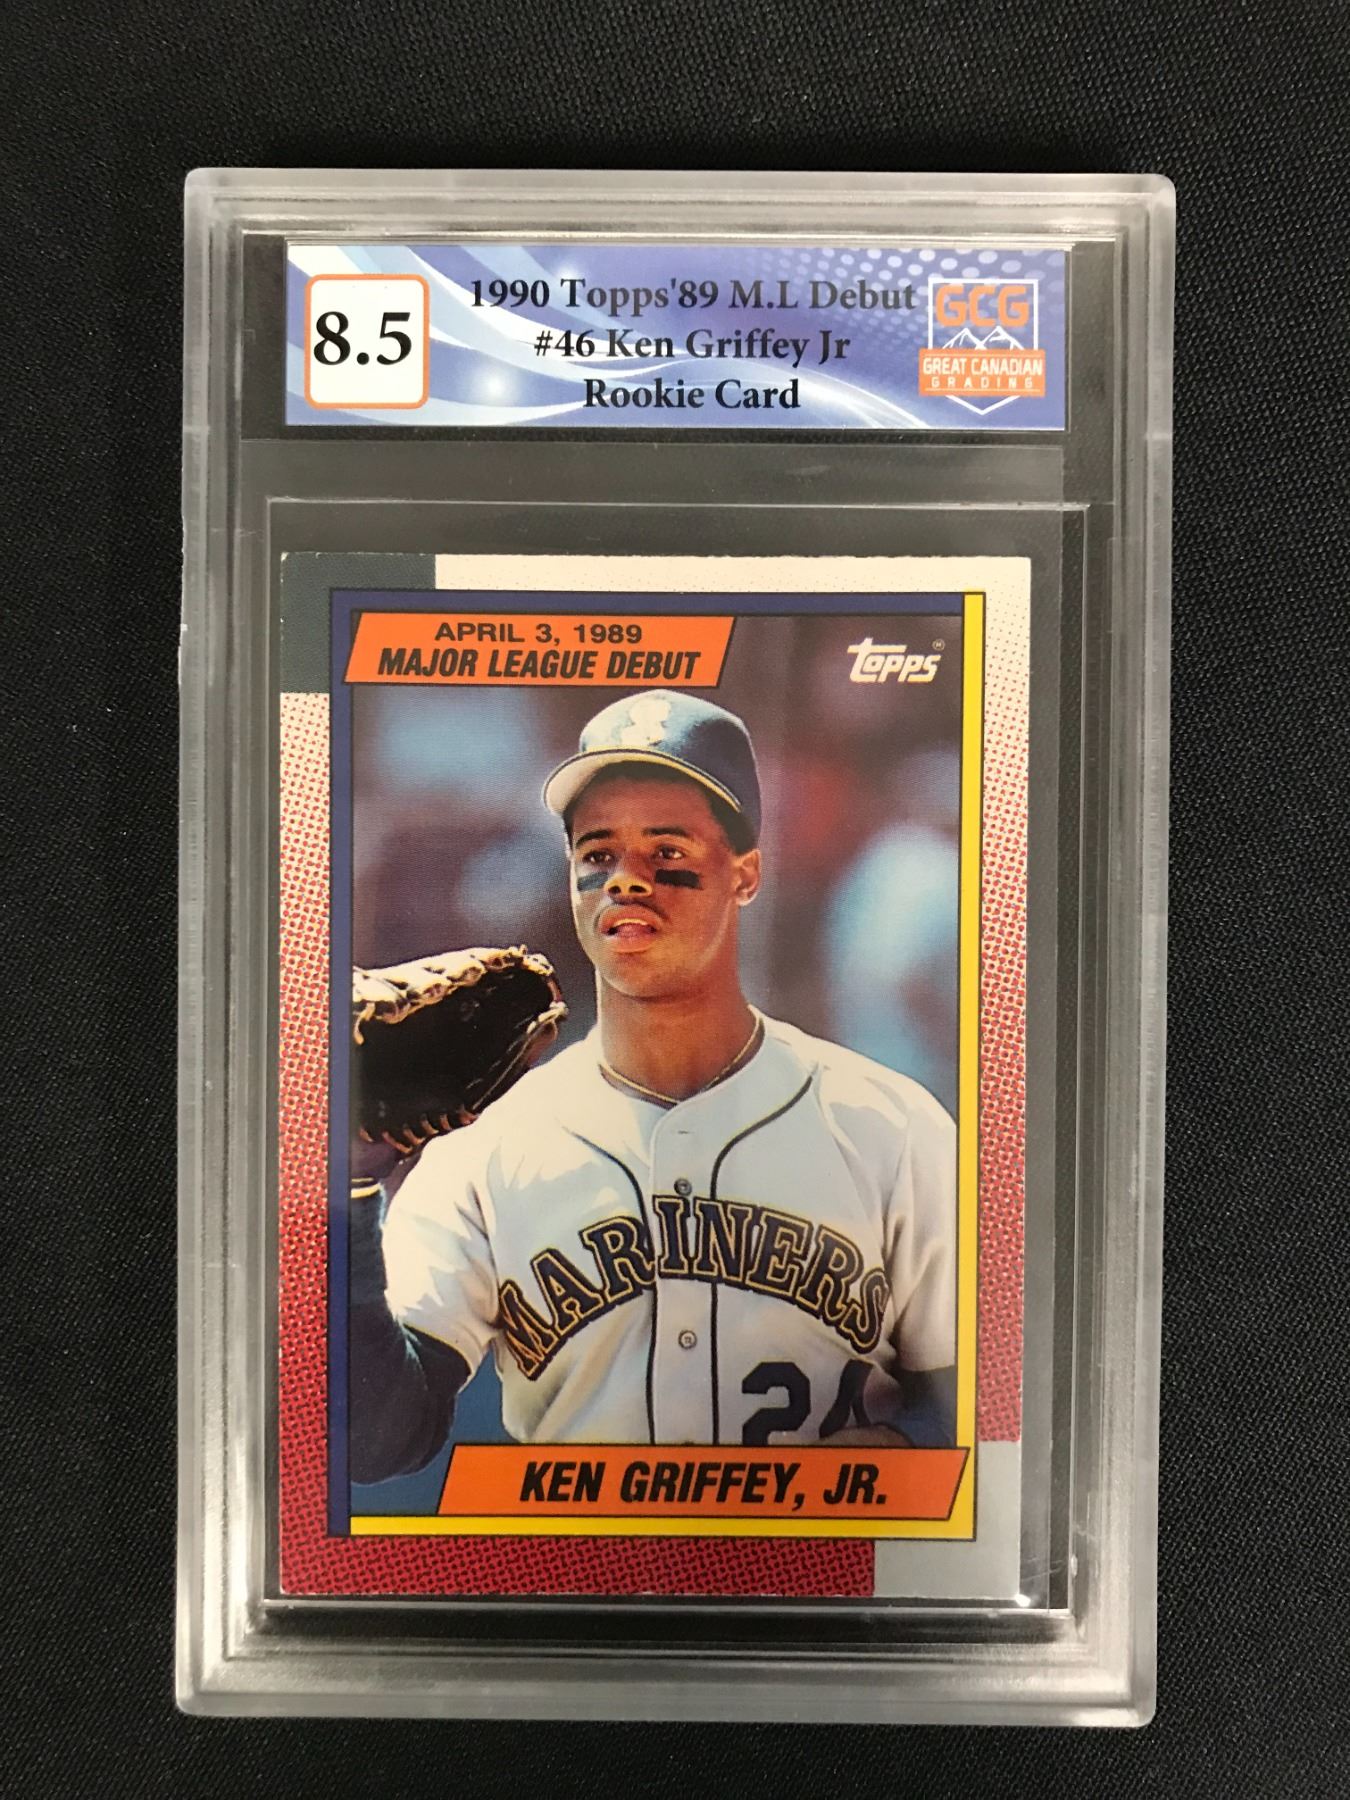 8.5
1990 Topps'89 M.L Debut
#46 Ken Griffey Jr
Rookie Card
GCG
GREAT CANADIAN
GRADING
APRIL 3, 1989
MAJOR LEAGUE DEBUT
Topps®
MARINERS
24
KEN GRIFFEY, JR.